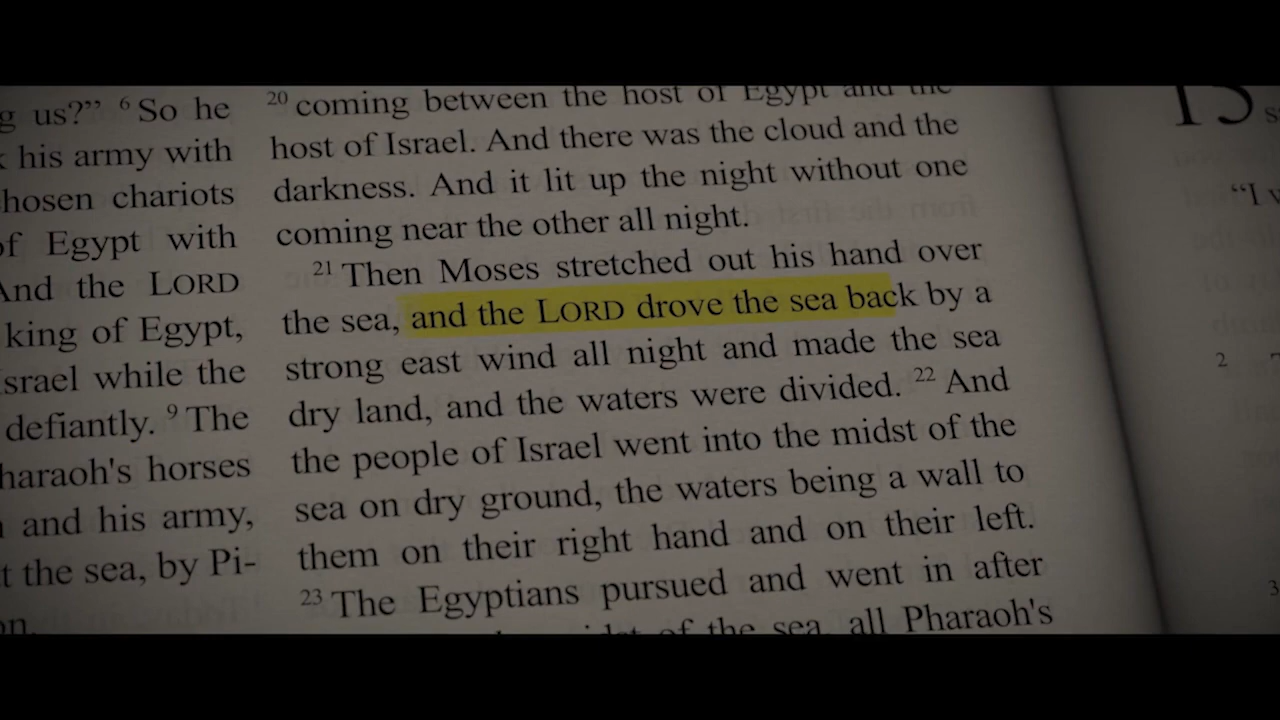 g us?” 6 So he
his army with
hosen chariots
of Egypt with
And the LORD
king of Egypt,
srael while the
defiantly. 9 The
haraoh's horses
and his army,
t the sea, by Pi-
on.
20 coming between the host of Egypt and the
host of Israel. And there was the cloud and the
darkness. And it lit up the night without one
coming near the other all night.
21 Then Moses stretched out his hand over
the sea, and the LORD drove the sea back by a
strong east wind all night and made the sea
dry land, and the waters were divided. 22 And
the people of Israel went into the midst of the
sea on dry ground, the waters being a wall to
them on their right hand and on their left.
23 The Egyptians pursued and went in after
of the sea, all Pharaoh's
15
“I
2
3